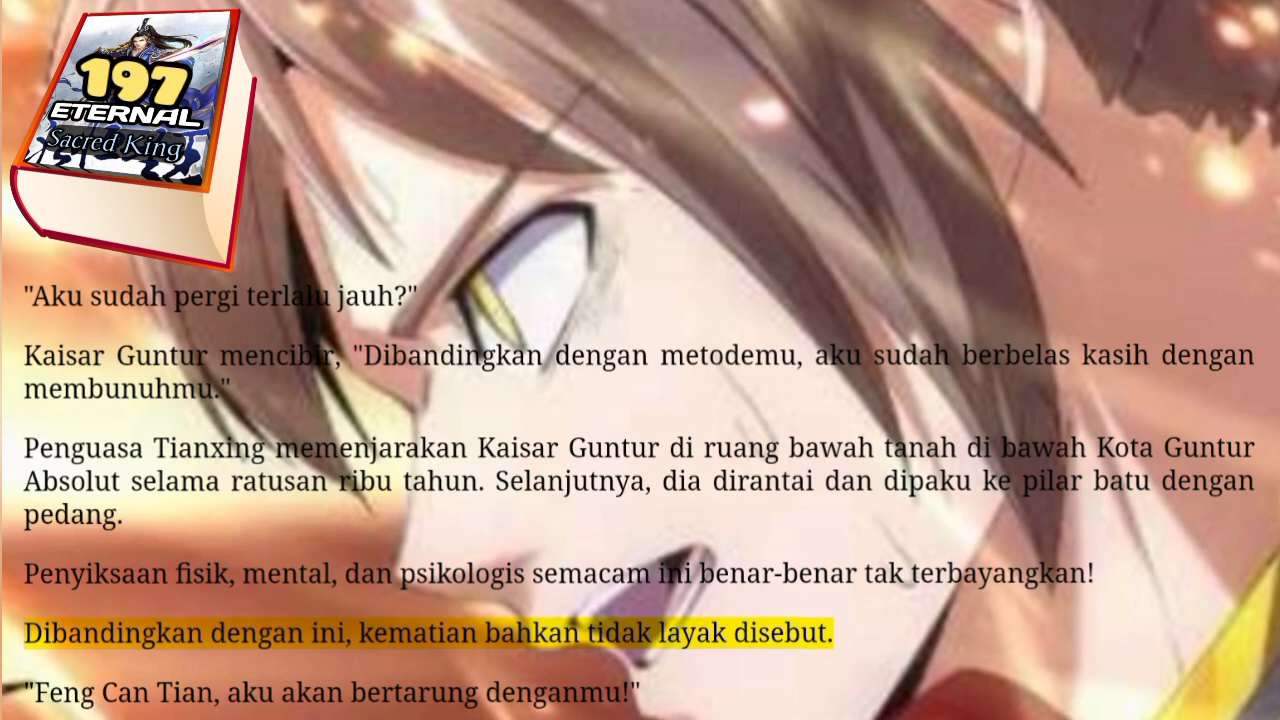 197
ETERNAL
Sacred King
"Aku sudah pergi terlalu jauh?"
Kaisar Guntur mencibir, "Dibandingkan dengan metodemu, aku sudah berbelas kasih dengan
membunuhmu."
Penguasa Tianxing memenjarakan Kaisar Guntur di ruang bawah tanah di bawah Kota Guntur
Absolut selama ratusan ribu tahun. Selanjutnya, dia dirantai dan dipaku ke pilar batu dengan
pedang.
Penyiksaan fisik, mental, dan psikologis semacam ini benar-benar tak terbayangkan!
Dibandingkan dengan ini, kematian bahkan tidak layak disebut.
"Feng Can Tian, aku akan bertarung denganmu!"